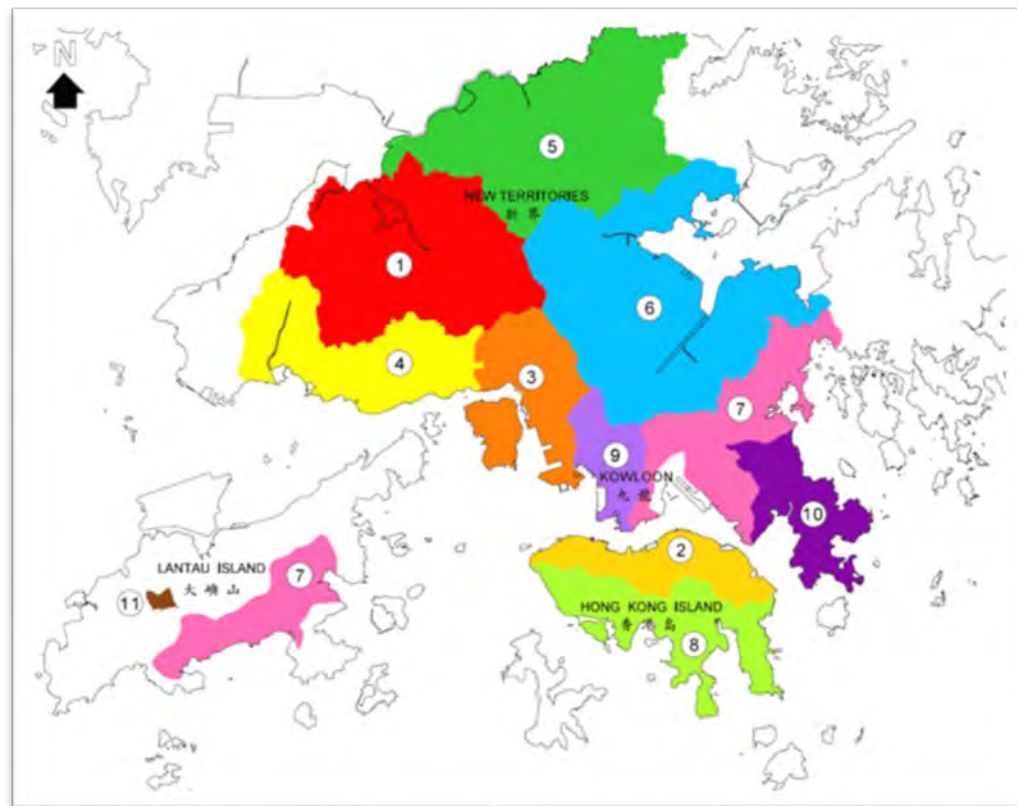 N
5
NEW TERRITORIES
新 界
1
6
4
3
7
9
KOWLOON
九 龍
10
2
LANTAU ISLAND
大 嶼 山
7
11
HONG KONG ISLAND
香 港 島
8